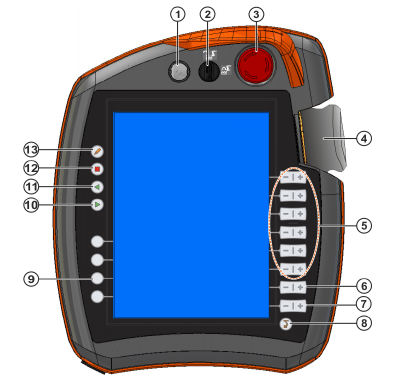 1
2
3
4
13
12
11
10
5
9
6
7
8
- | +
- | +
- | +
- | +
- | +
- | +
- | +
- | +